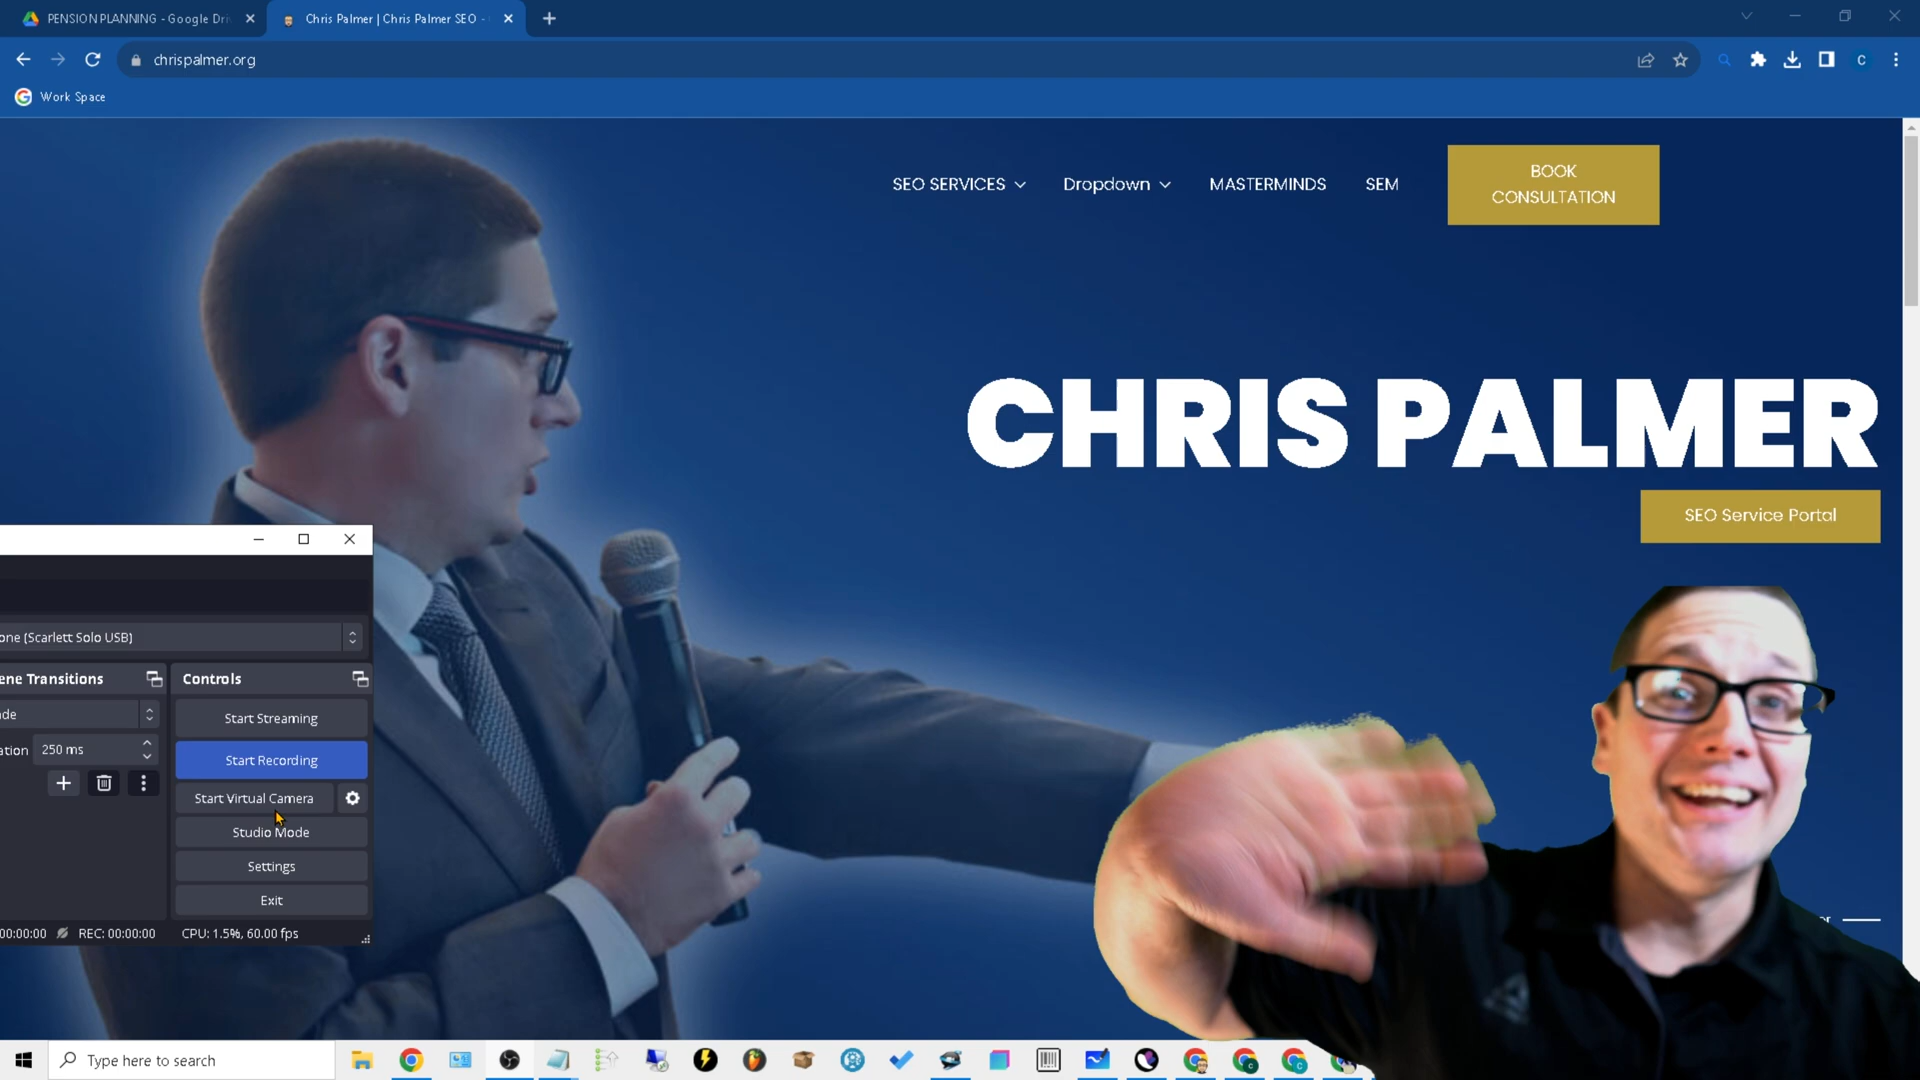 PENSION PLANNING - Google Dri
Chris Palmer | Chris Palmer SEO -
chrispalmer.org
C
Work Space
SEO SERVICES
Dropdown
MASTERMINDS
SEM
BOOK
CONSULTATION
CHRIS PALMER
SEO Service Portal
one (Scarlett Solo USB)
ene Transitions
Controls
ade
Start Streaming
ation
250 ms
Start Recording
Start Virtual Camera
Studio Mode
Settings
Exit
00:00:00
REC: 00:00:00
CPU: 1.5%, 60.00 fps
or
Type here to search